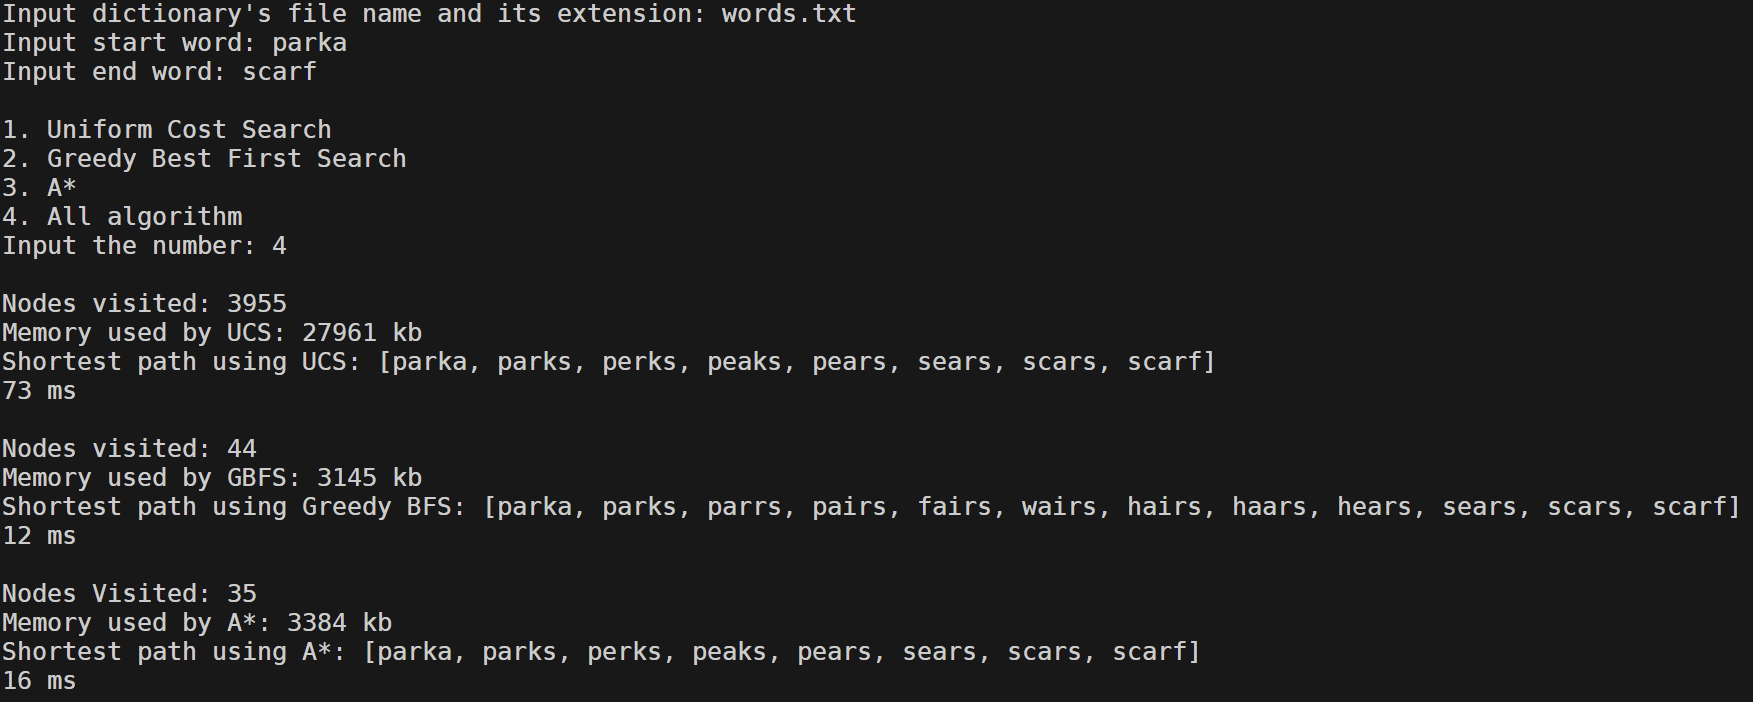 Input dictionary's file name and its extension: words.txt
Input start word: parka
Input end word: scarf
1. Uniform Cost Search
2. Greedy Best First Search
3. A*
4. All algorithm
Input the number: 4
Nodes visited: 3955
Memory used by UCS: 27961 kb
Shortest path using UCS: [parka, parks, perks, peaks, pears, sears, scars, scarf]
73 ms
Nodes visited: 44
Memory used by GBFS: 3145 kb
Shortest path using Greedy BFS: [parka, parks, parrs, pairs, fairs, wairs, hairs, haars, hears, sears, scars, scarf]
12 ms
Nodes Visited: 35
Memory used by A*: 3384 kb
Shortest path using A*: [parka, parks, perks, peaks, pears, sears, scars, scarf]
16 ms